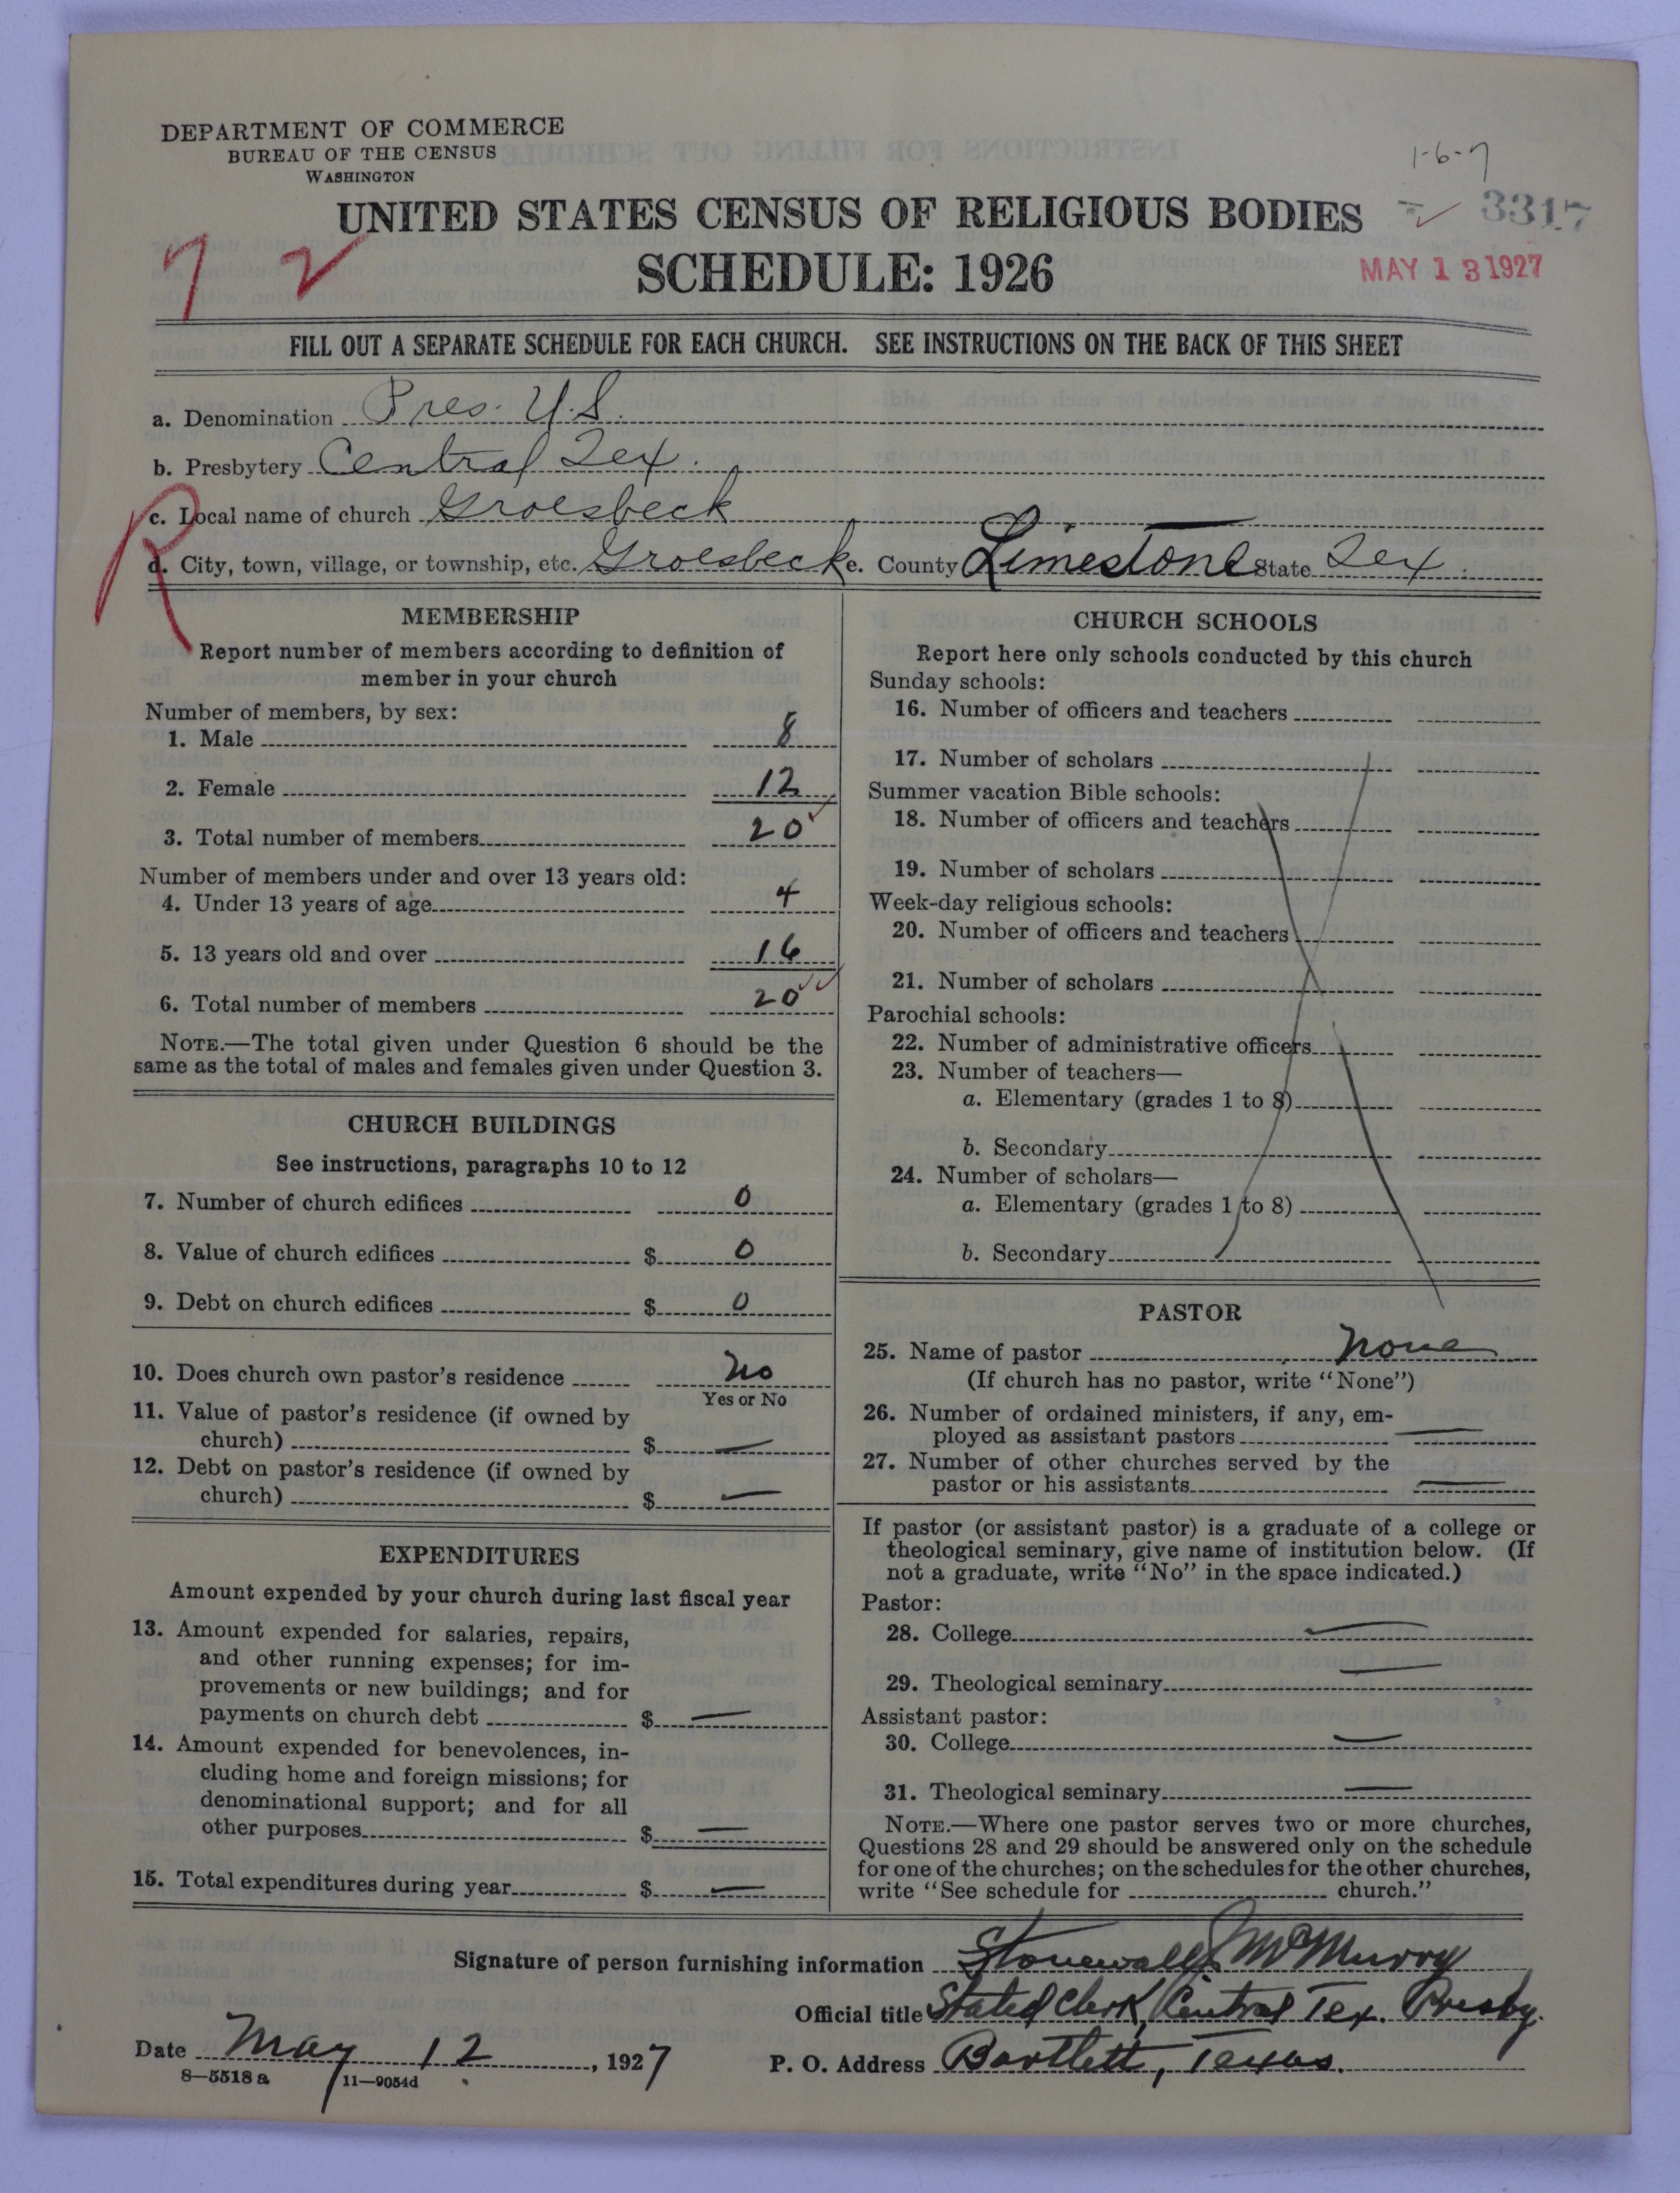 DEPARTMENT OF COMMERCE
BUREAU OF THE CENSUS
WASHINGTON
1-6-7
UNITED STATES CENSUS OF RELIGIOUS BODIES
3317
7 2
SCHEDULE: 1926
MAY 13 1927
FILL OUT A SEPARATE SCHEDULE FOR EACH CHURCH. SEE INSTRUCTIONS ON THE BACK OF THIS SHEET
a. Denomination Pres. U.S.
b. Presbytery Central Tex.
R
c. Local name of church Groesbeck
d. City, town, village, or township, etc. Groesbeck e. County Limestone State Tex.
MEMBERSHIP
Report number of members according to definition of
member in your church
Number of members, by sex:
1. Male 8
2. Female 12
3. Total number of members 20
Number of members under and over 13 years old:
4. Under 13 years of age 4
5. 13 years old and over 16
6. Total number of members 20
NOTE.—The total given under Question 6 should be the
same as the total of males and females given under Question 3.
CHURCH BUILDINGS
See instructions, paragraphs 10 to 12
7. Number of church edifices 0
8. Value of church edifices $ 0
9. Debt on church edifices $ 0
10. Does church own pastor's residence No
Yes or No
11. Value of pastor's residence (if owned by
church) $ —
12. Debt on pastor's residence (if owned by
church) $ —
EXPENDITURES
Amount expended by your church during last fiscal year
13. Amount expended for salaries, repairs,
and other running expenses; for im-
provements or new buildings; and for
payments on church debt $ —
14. Amount expended for benevolences, in-
cluding home and foreign missions; for
denominational support; and for all
other purposes $ —
15. Total expenditures during year $ —
CHURCH SCHOOLS
Report here only schools conducted by this church
Sunday schools:
16. Number of officers and teachers
17. Number of scholars
Summer vacation Bible schools:
18. Number of officers and teachers
19. Number of scholars
Week-day religious schools:
20. Number of officers and teachers
21. Number of scholars
Parochial schools:
22. Number of administrative officers
23. Number of teachers—
a. Elementary (grades 1 to 8)
b. Secondary
24. Number of scholars—
a. Elementary (grades 1 to 8)
b. Secondary
PASTOR
25. Name of pastor None
(If church has no pastor, write "None")
26. Number of ordained ministers, if any, em-
ployed as assistant pastors —
27. Number of other churches served by the
pastor or his assistants —
If pastor (or assistant pastor) is a graduate of a college or
theological seminary, give name of institution below. (If
not a graduate, write "No" in the space indicated.)
Pastor:
28. College —
29. Theological seminary —
Assistant pastor:
30. College —
31. Theological seminary —
NOTE.—Where one pastor serves two or more churches,
Questions 28 and 29 should be answered only on the schedule
for one of the churches; on the schedules for the other churches,
write "See schedule for church."
Signature of person furnishing information Stonewall J McMurry
Official title Stated Clerk, Central Tex. Presby.
Date May 12, 1927 P. O. Address Bartlett, Texas.
8—5518 a 11—9054d